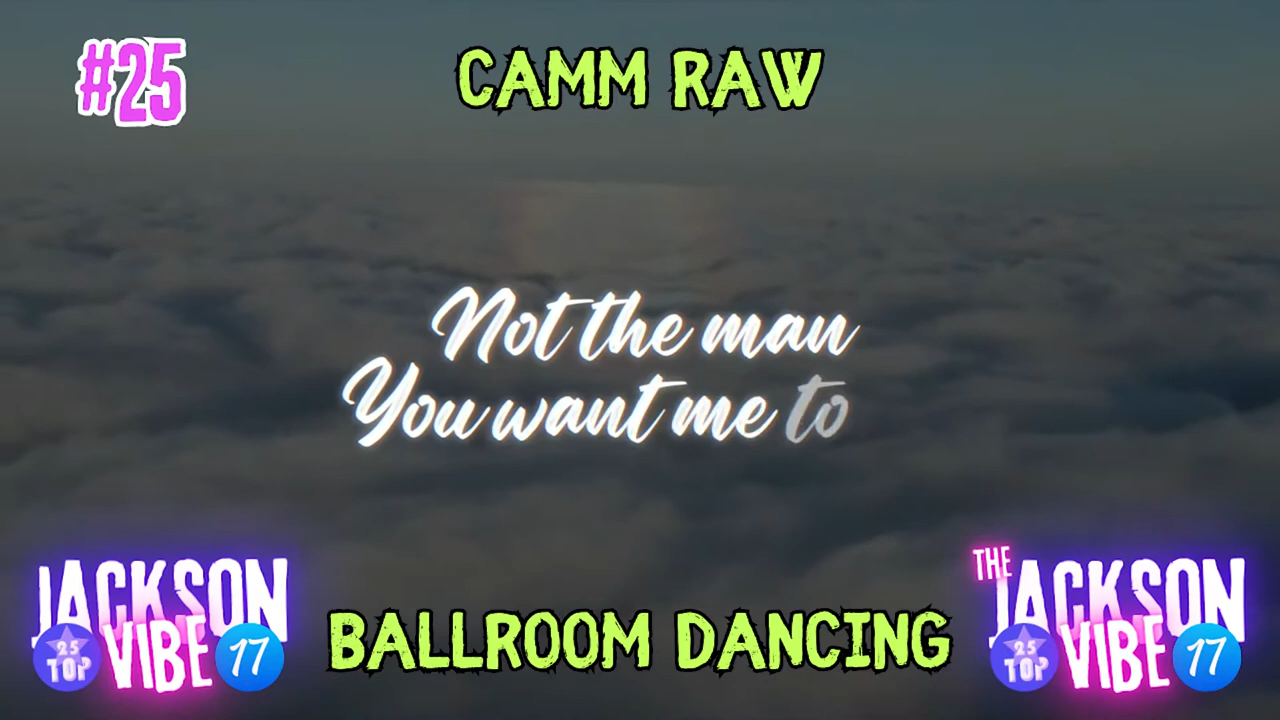 #25
CAMM RAW
Not the man
You want me to
JACKSON
VIBE
25
TOP
17
BALLROOM DANCING
THE
JACKSON
VIBE
25
TOP
17